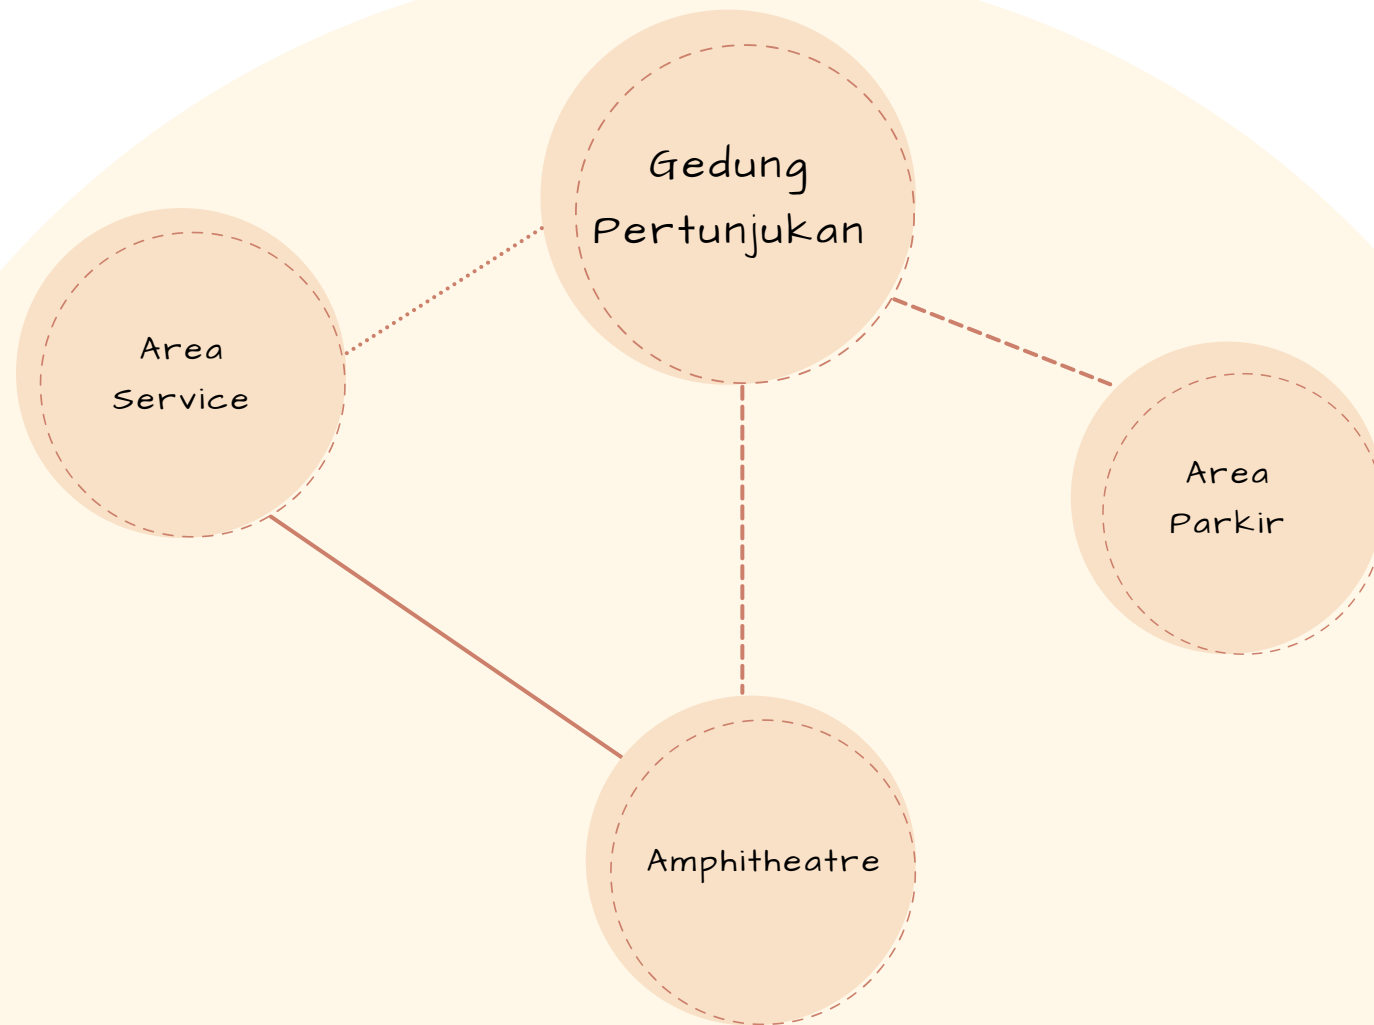 Gedung
Pertunjukan
Area
Service
Area
Parkir
Amphitheatre